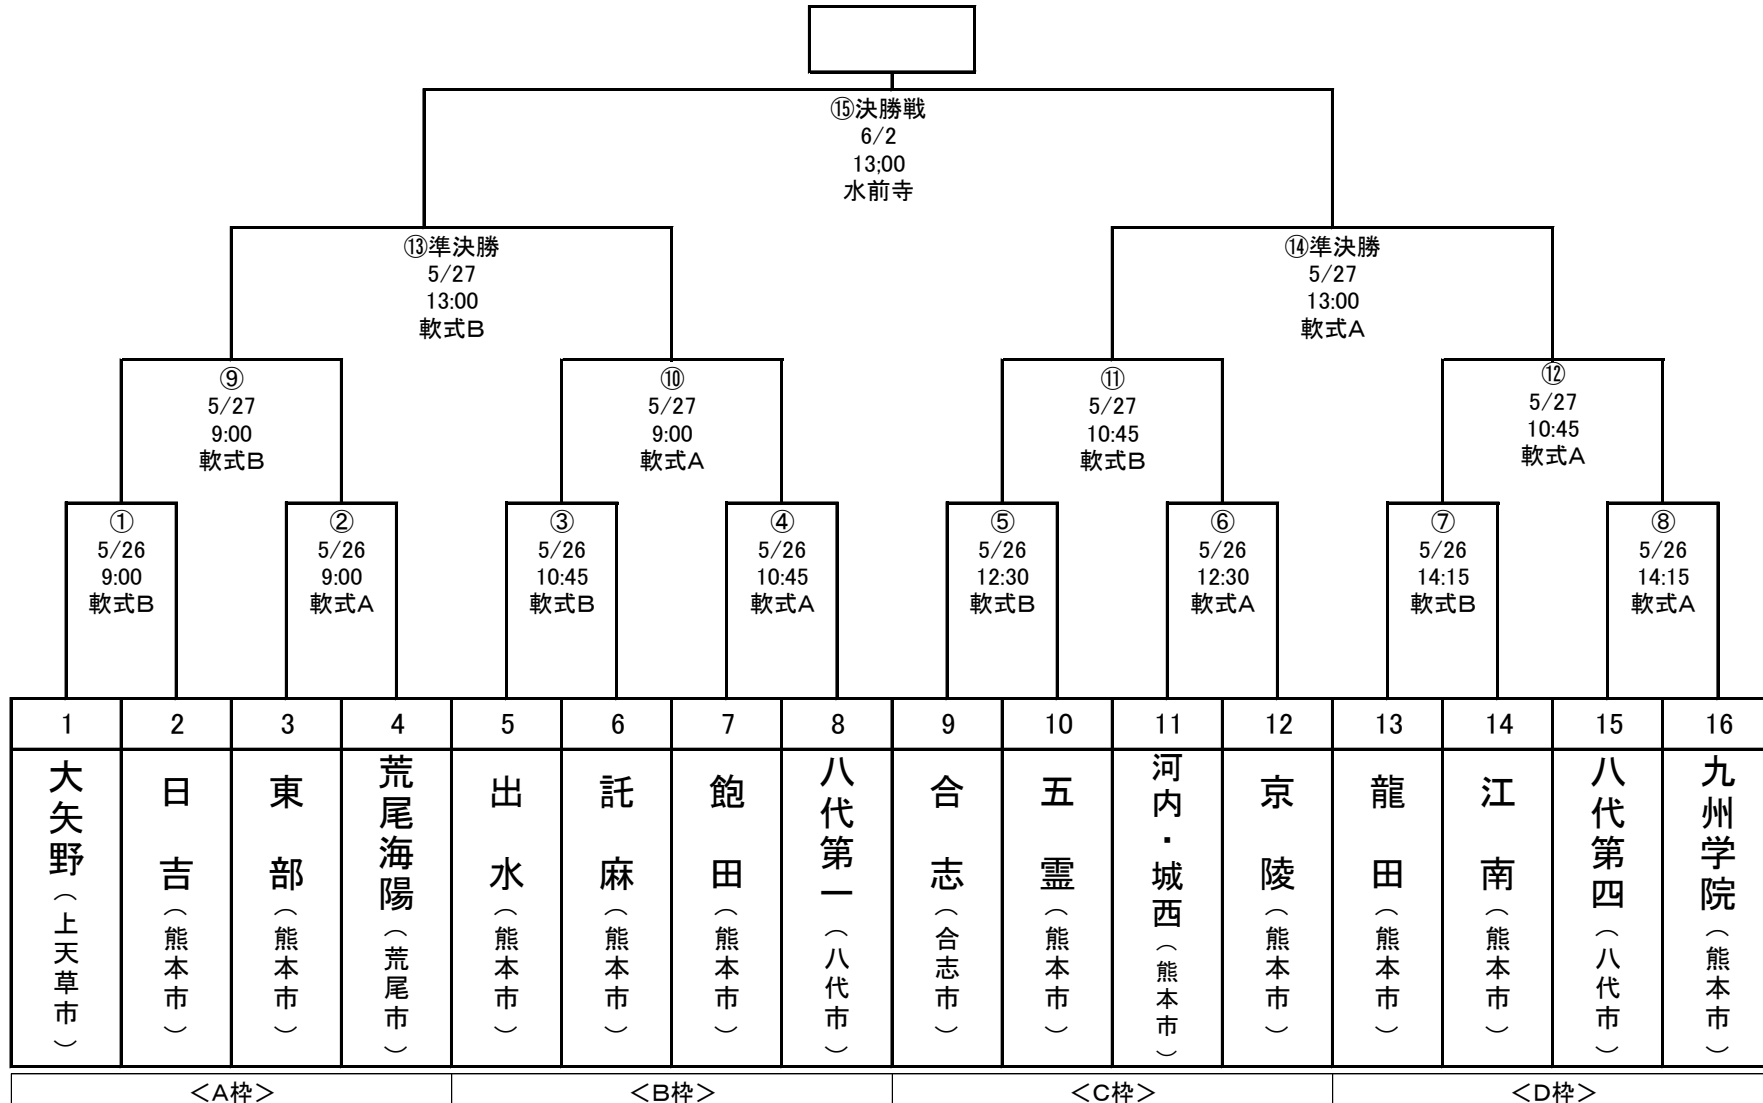 ⑮決勝戦
6/2
13;00
水前寺
⑬準決勝
5/27
13:00
軟式B
⑭準決勝
5/27
13:00
軟式A
⑨
5/27
9:00
軟式B
⑩
5/27
9:00
軟式A
⑪
5/27
10:45
軟式B
⑫
5/27
10:45
軟式A
①
5/26
9:00
軟式B
②
5/26
9:00
軟式A
③
5/26
10:45
軟式B
④
5/26
10:45
軟式A
⑤
5/26
12:30
軟式B
⑥
5/26
12:30
軟式A
⑦
5/26
14:15
軟式B
⑧
5/26
14:15
軟式A
1
2
3
4
5
6
7
8
9
10
11
12
13
14
15
16
大矢野（上天草市）
日吉（熊本市）
東部（熊本市）
荒尾海陽（荒尾市）
出水（熊本市）
託麻（熊本市）
飽田（熊本市）
八代第一（八代市）
合志（合志市）
五霊（熊本市）
河内・城西（熊本市）
京陵（熊本市）
龍田（熊本市）
江南（熊本市）
八代第四（八代市）
九州学院（熊本市）
＜A枠＞
＜B枠＞
＜C枠＞
＜D枠＞